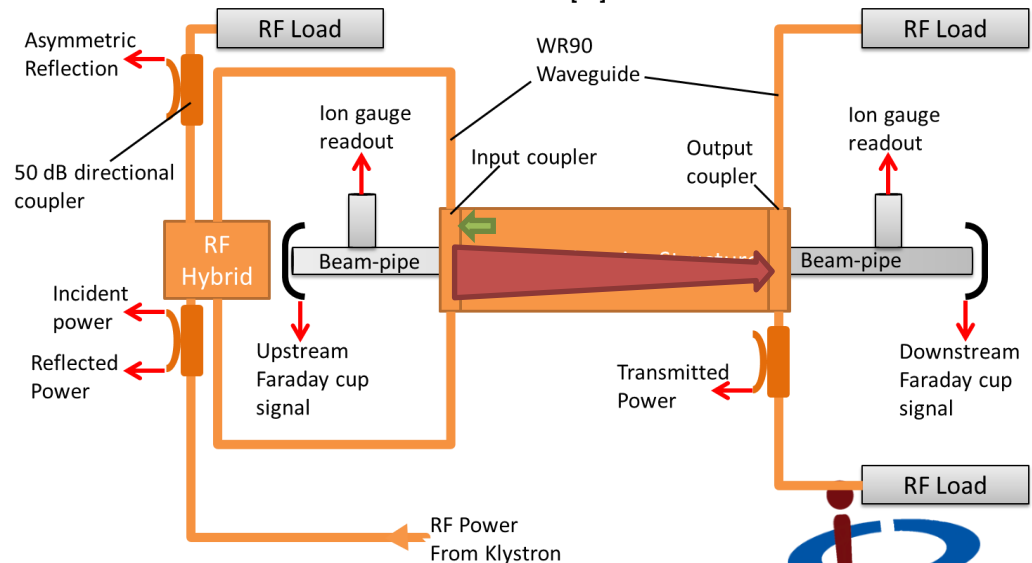 RF Load
RF Load
Asymmetric
Reflection
WR90
Waveguide
Ion gauge
readout
Ion gauge
readout
Input coupler
Output
coupler
50 dB directional
coupler
RF
Hybrid
Beam-pipe
Beam-pipe
Incident
power
Reflected
Power
Upstream
Faraday cup
signal
Transmitted
Power
Downstream
Faraday cup
signal
RF Load
RF Power
From Klystron